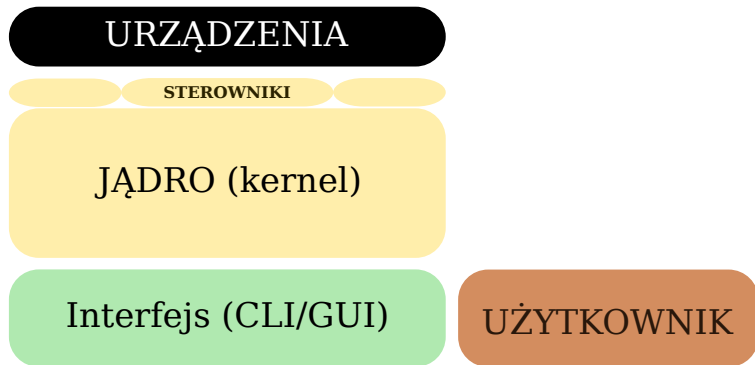 URZĄDZENIA
STEROWNIKI
JĄDRO (kernel)
Interfejs (CLI/GUI)
UŻYTKOWNIK